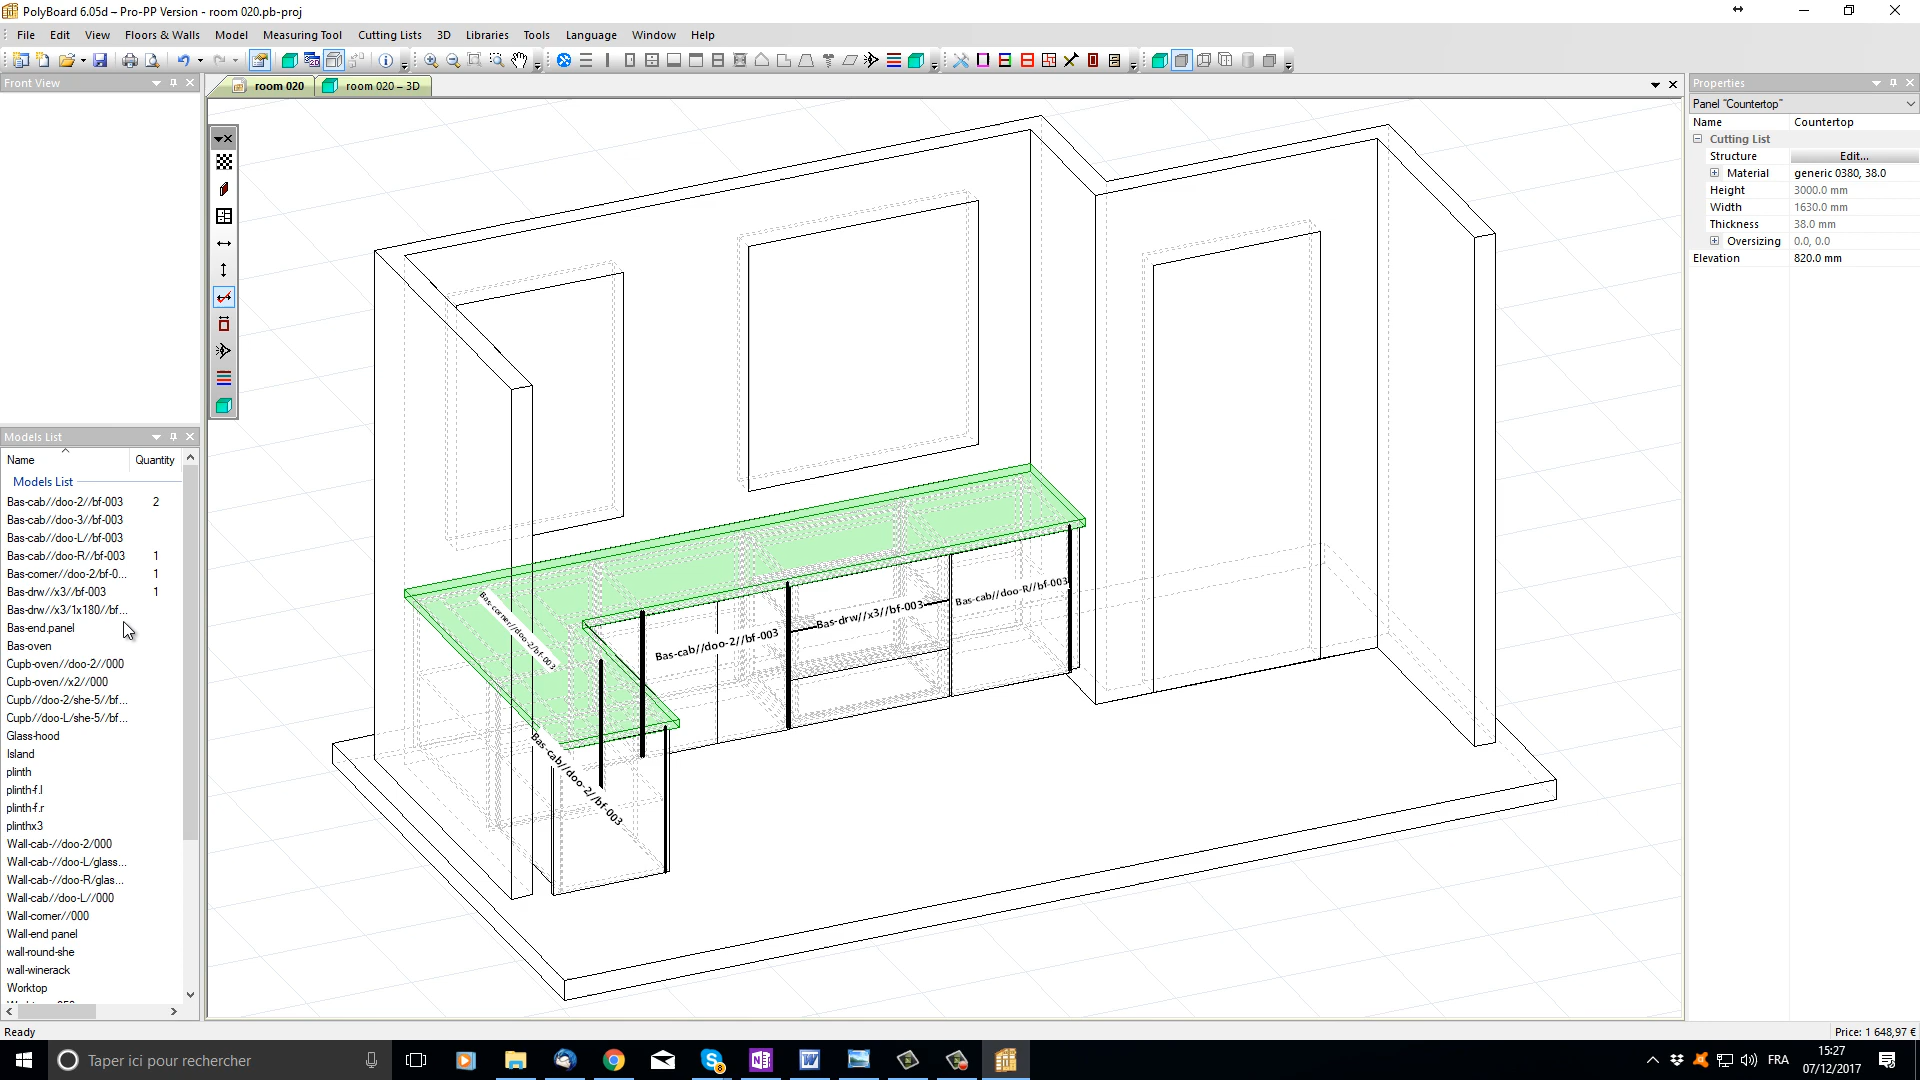 PolyBoard 6.05d – Pro-PP Version - room 020.pb-proj
File Edit View Floors & Walls Model Measuring Tool Cutting Lists 3D Libraries Tools Language Window Help
Front View
room 020
room 020 – 3D
Models List
Name Quantity
Models List
Bas-cab//doo-2//bf-003 2
Bas-cab//doo-3//bf-003
Bas-cab//doo-L//bf-003
Bas-cab//doo-R//bf-003 1
Bas-corner//doo-2/bf-0... 1
Bas-drw//x3//bf-003 1
Bas-drw//x3/1x180//bf...
Bas-end.panel
Bas-oven
Cupb-oven//doo-2//000
Cupb-oven//x2//000
Cupb//doo-2/she-5//bf...
Cupb//doo-L/she-5//bf...
Glass-hood
Island
plinth
plinth-f.l
plinth-f.r
plinthx3
Wall-cab-//doo-2/000
Wall-cab-//doo-L/glass...
Wall-cab-//doo-R/glas...
Wall-cab//doo-L//000
Wall-corner//000
Wall-end panel
wall-round-she
wall-winerack
Worktop
Bas-corner//doo-2/bf-003
Bas-cab//doo-2//bf-003
Bas-drw//x3//bf-003
Bas-cab//doo-R//bf-003
Bas-cab//doo-2//bf-003
Properties
Panel "Countertop"
Name Countertop
Cutting List
Structure Edit...
Material generic 0380, 38.0
Height 3000.0 mm
Width 1630.0 mm
Thickness 38.0 mm
Oversizing 0.0, 0.0
Elevation 820.0 mm
Ready
Price: 1 648,97 €
Taper ici pour rechercher
8
FRA
15:27
07/12/2017